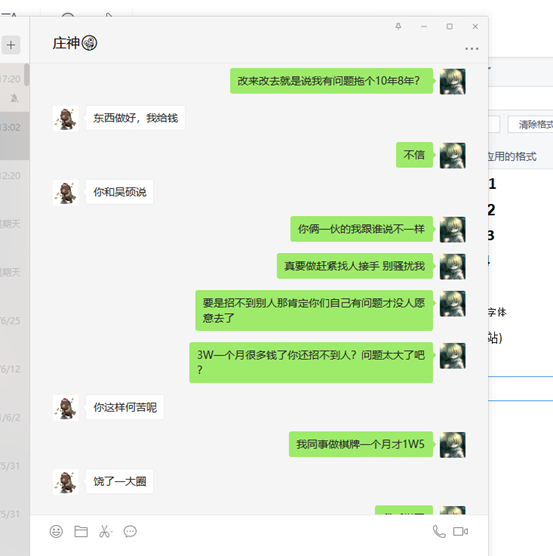 庄神
17:20
13:02
12:20
星期天
星期天
6/25
6/12
1/6/2
5/31
5/31
改来改去就是说我有问题拖个10年8年？
东西做好，我给钱
不信
你和吴硕说
你俩一伙的我跟谁说不一样
真要做赶紧找人接手 别骚扰我
要是招不到别人那肯定你们自己有问题才没人愿
意去了
3W一个月很多钱了你还招不到人？问题太大了吧
？
你这样何苦呢
我同事做棋牌一个月才1W5
饶了一大圈
清除格式
应用的格式
1
2
3
字体
站)